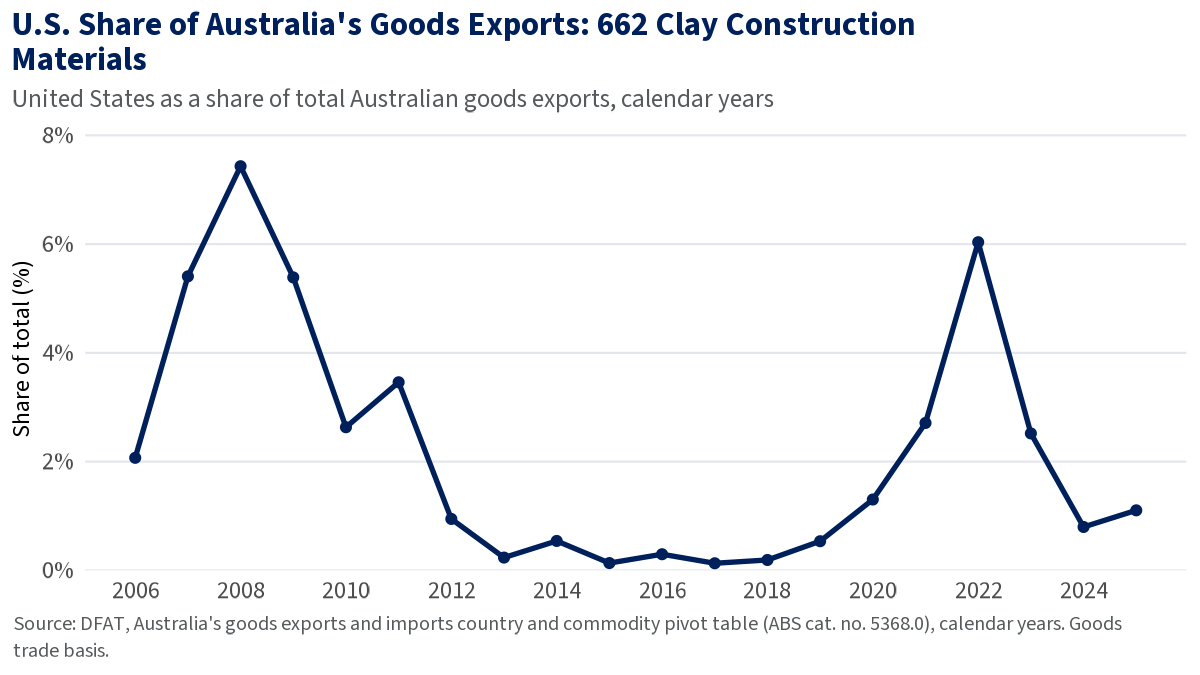 U.S. Share of Australia's Goods Exports: 662 Clay Construction
Materials
United States as a share of total Australian goods exports, calendar years
Share of total (%)
8%
6%
4%
2%
0%
2006 2008 2010 2012 2014 2016 2018 2020 2022 2024
Source: DFAT, Australia's goods exports and imports country and commodity pivot table (ABS cat. no. 5368.0), calendar years. Goods
trade basis.